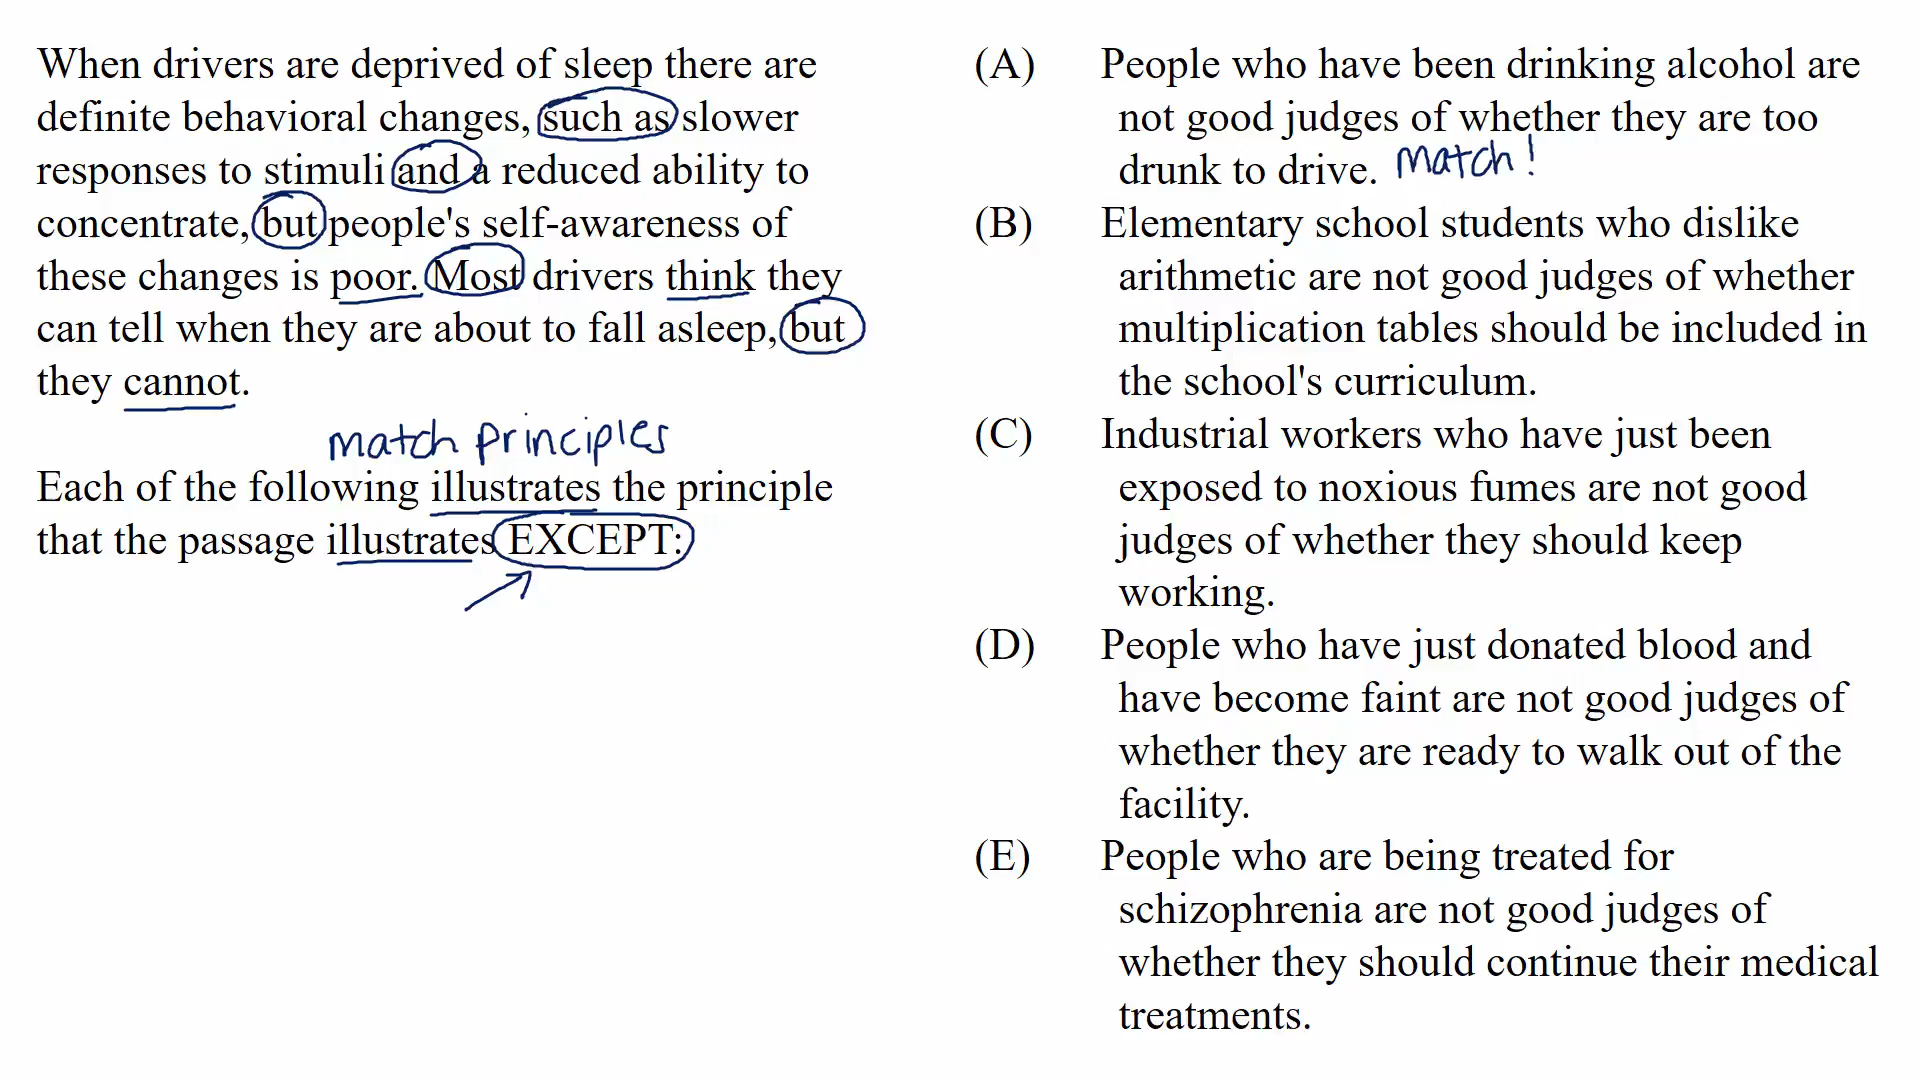 When drivers are deprived of sleep there are
definite behavioral changes, such as slower
responses to stimuli and a reduced ability to
concentrate, but people's self-awareness of
these changes is poor. Most drivers think they
can tell when they are about to fall asleep, but
they cannot.
match principles
Each of the following illustrates the principle
that the passage illustrates EXCEPT:
(A) People who have been drinking alcohol are
not good judges of whether they are too
drunk to drive. match!
(B) Elementary school students who dislike
arithmetic are not good judges of whether
multiplication tables should be included in
the school's curriculum.
(C) Industrial workers who have just been
exposed to noxious fumes are not good
judges of whether they should keep
working.
(D) People who have just donated blood and
have become faint are not good judges of
whether they are ready to walk out of the
facility.
(E) People who are being treated for
schizophrenia are not good judges of
whether they should continue their medical
treatments.